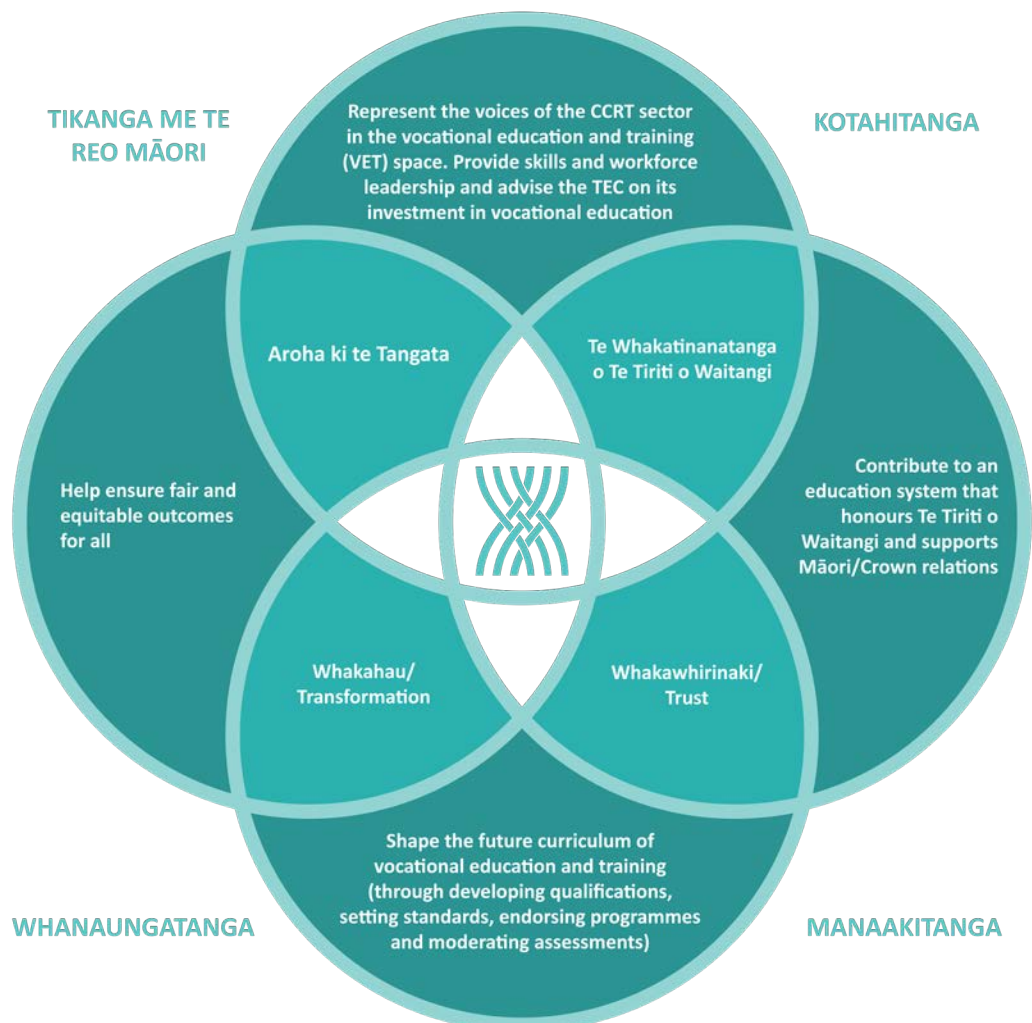 TIKANGA ME TE
REO MĀORI
KOTAHITANGA
Represent the voices of the CCRT sector
in the vocational education and training
(VET) space. Provide skills and workforce
leadership and advise the TEC on its
investment in vocational education
Aroha ki te Tangata
Te Whakatinanatanga
o Te Tiriti o Waitangi
Help ensure fair and
equitable outcomes
for all
Contribute to an
education system that
honours Te Tiriti o
Waitangi and supports
Māori/Crown relations
Whakahau/
Transformation
Whakawhirinaki/
Trust
Shape the future curriculum of
vocational education and training
(through developing qualifications,
setting standards, endorsing programmes
and moderating assessments)
WHANAUNGATANGA
MANAAKITANGA